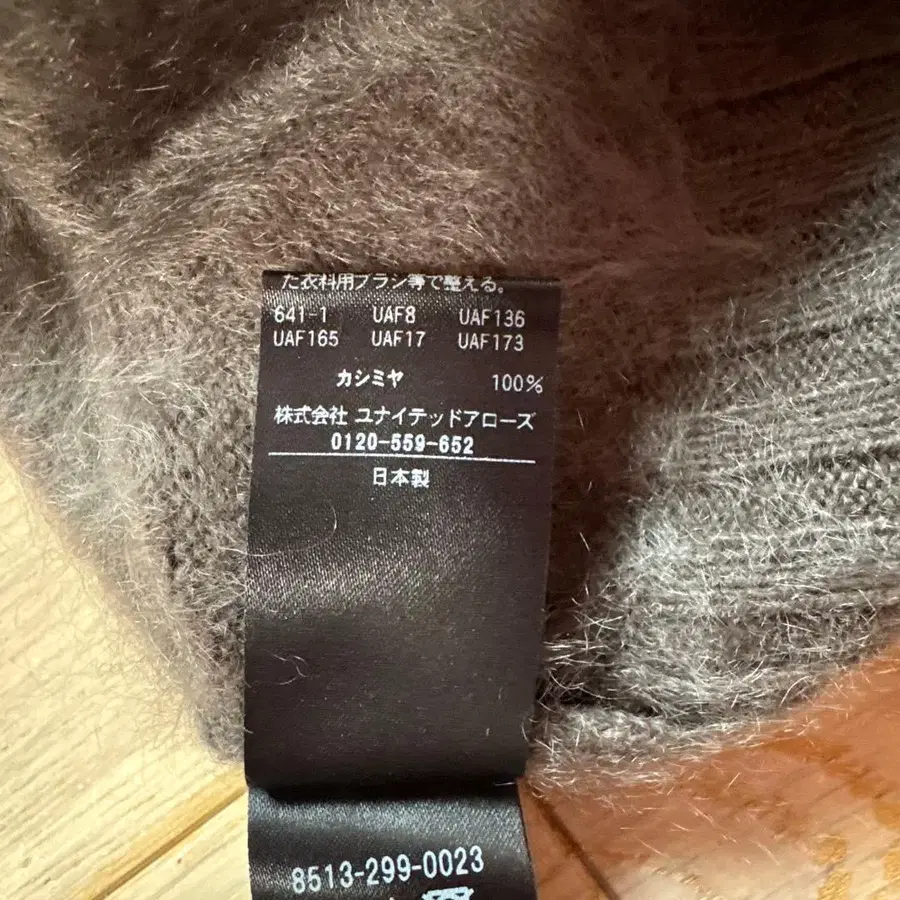 た衣料用ブラシ等で整える。
641-1 UAF8 UAF136
UAF165 UAF17 UAF173
カシミヤ 100%
株式会社 ユナイテッドアローズ
0120-559-652
日本製
8513-299-0023